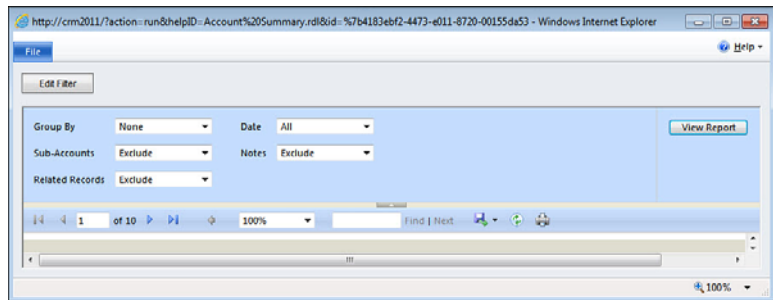 http://crm2011/?action=run&helpID=Account%20Summary.rdl&id=%7b4183ebf2-4473-e011-8720-00155da53 - Windows Internet Explorer
File Help
Edit Filter
Group By None Date All View Report
Sub-Accounts Exclude Notes Exclude
Related Records Exclude
1 of 10 100% Find | Next
100%